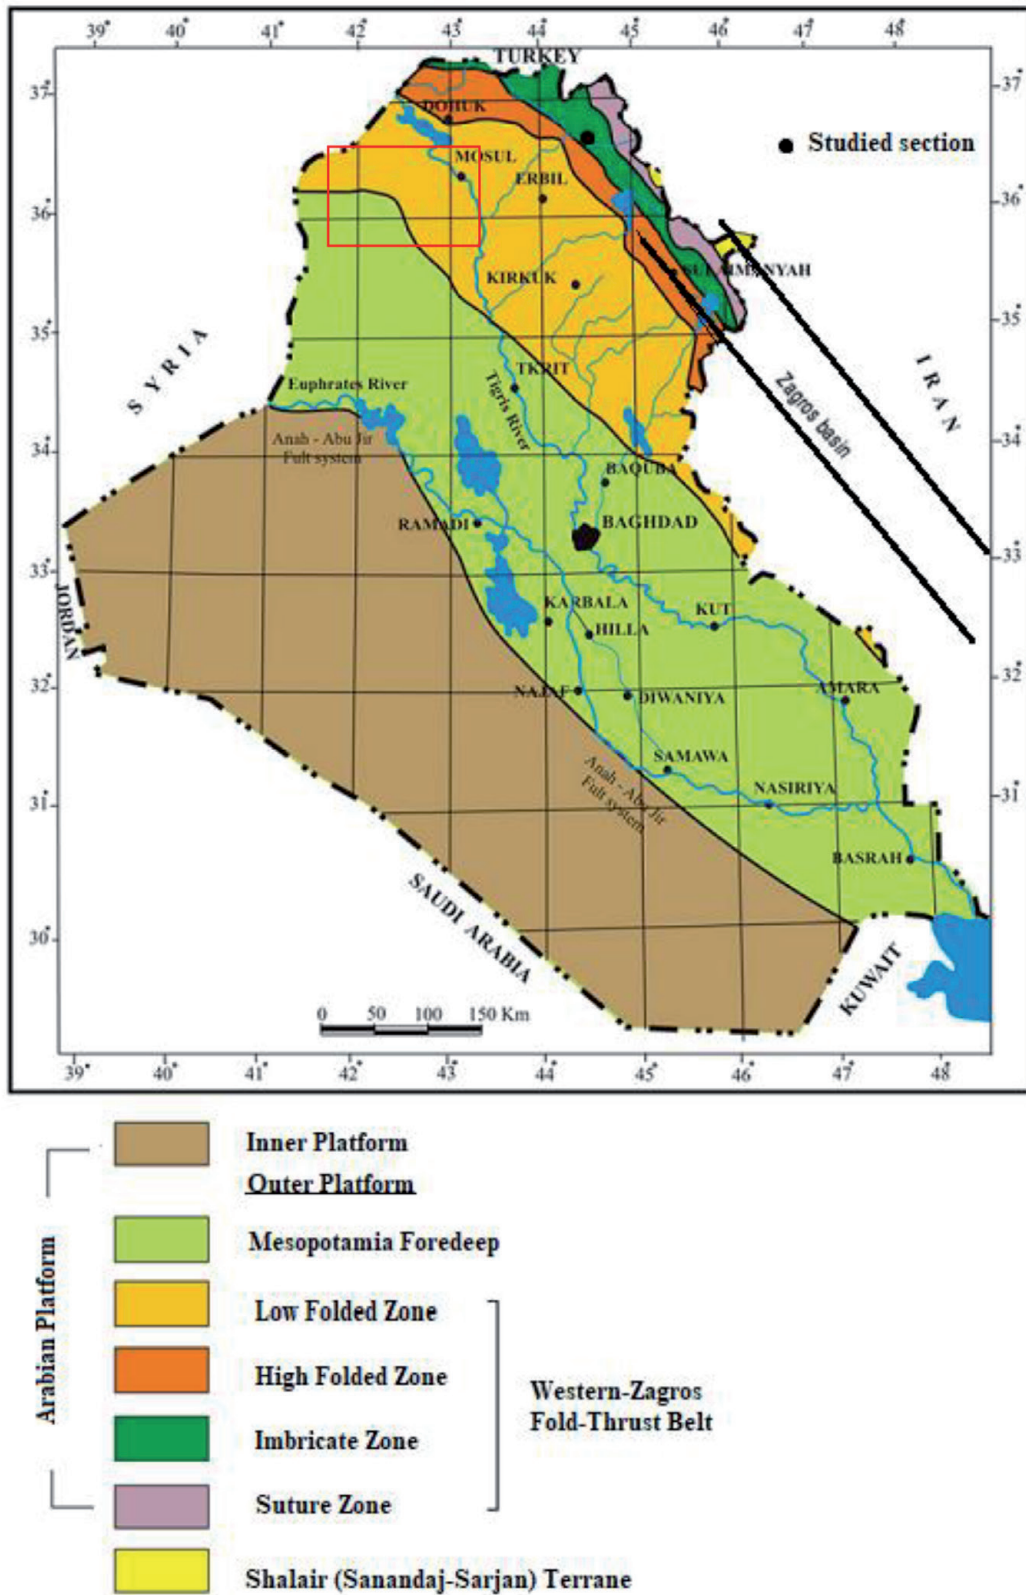 39° 40° 41 42 43 44° 45 46° 47 48
TURKEY
37°
37°
DOHUK
Studied section
MOSUL
ERBIL
36°
36
35°
KIRKUK
SULAIMANYAH
35°
35°
SYRIA
IRAN
Zagros basin
Euphrates River
TKRIT
Tigris River
34°
34°
Anah - Abu Jir
Fult system
BAQUBA
RAMADI
BAGHDAD
33°
33°
JORDAN
KARBALA
KUT
HILLA
32°
32°
NAJAF
DIWANIYA
AMARA
SAMAWA
Anah - Abu Jir
Fult system
NASIRIYA
31°
31°
BASRAH
30°
SAUDI ARABIA
KUWAIT
0 50 100 150 Km
39° 40° 41° 42° 43° 44° 45° 46° 47° 48°
Arabian Platform
Inner Platform
Outer Platform
Mesopotamia Foredeep
Low Folded Zone
High Folded Zone
Imbricate Zone
Suture Zone
Shalair (Sanandaj-Sarjan) Terrane
Western-Zagros
Fold-Thrust Belt